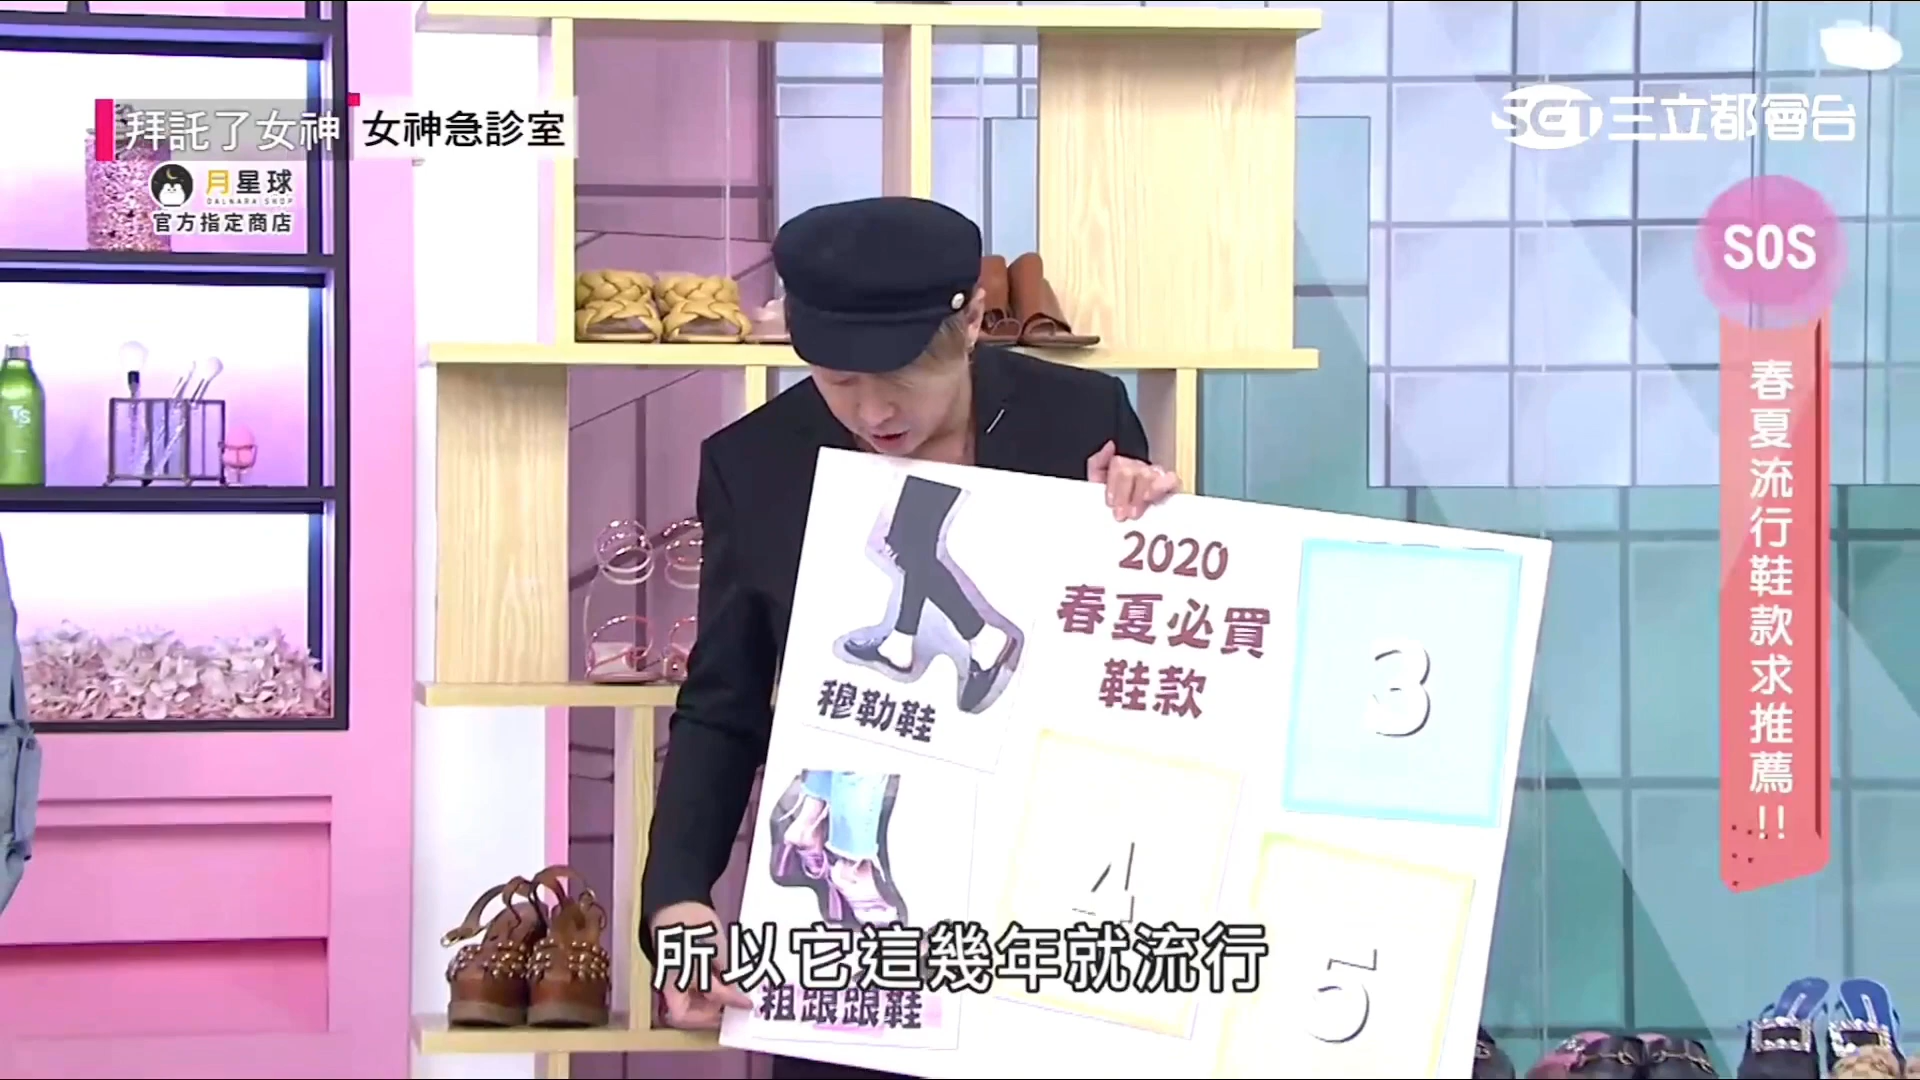 拜託了女神 女神急診室
月星球
DALNARA SHOP
官方指定商店
SGT 三立都會台
SOS
春夏流行鞋款求推薦!!
TS
2020
春夏必買
鞋款
穆勒鞋
粗跟跟鞋
3
4
5
所以它這幾年就流行